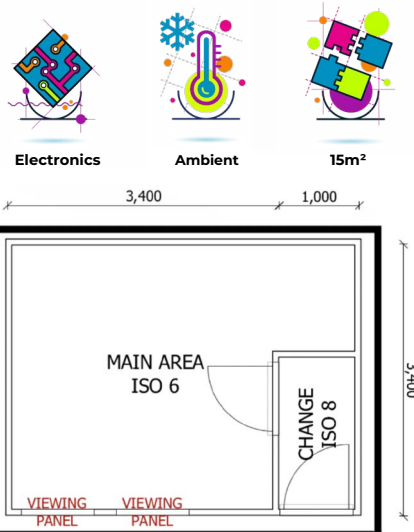 Electronics
Ambient
15m²
3,400
1,000
MAIN AREA
ISO 6
CHANGE
ISO 8
VIEWING
PANEL
VIEWING
PANEL